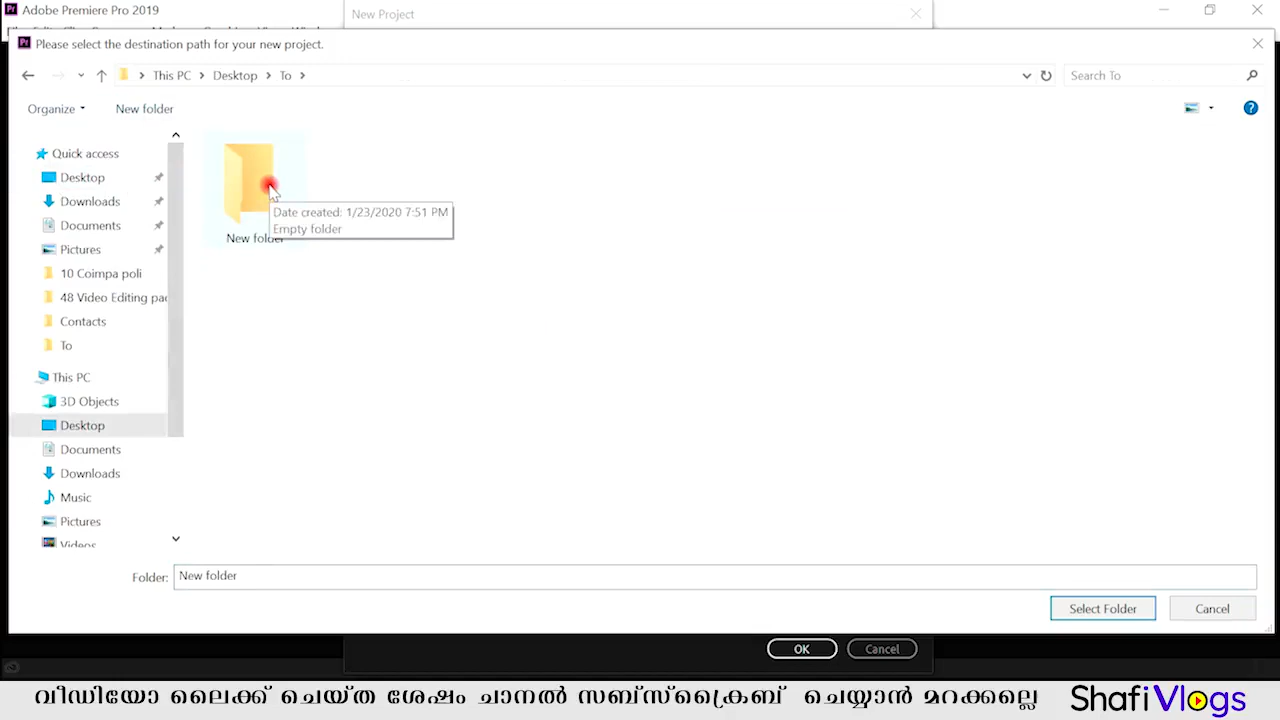 Adobe Premiere Pro 2019
New Project
Please select the destination path for your new project.
This PC > Desktop > To >
Search To
Organize
New folder
Quick access
Desktop
Downloads
Documents
Pictures
10 Coimpa poli
48 Video Editing pac
Contacts
To
This PC
3D Objects
Desktop
Documents
Downloads
Music
Pictures
Videos
Date created: 1/23/2020 7:51 PM
Empty folder
New folder
Folder: New folder
Select Folder
Cancel
OK
Cancel
വീഡിയോ ലൈക്ക് ചെയ്ത ശേഷം ചാനൽ സബ്സ്ക്രൈബ് ചെയ്യാൻ മറക്കല്ലെ
Shafi Vlogs